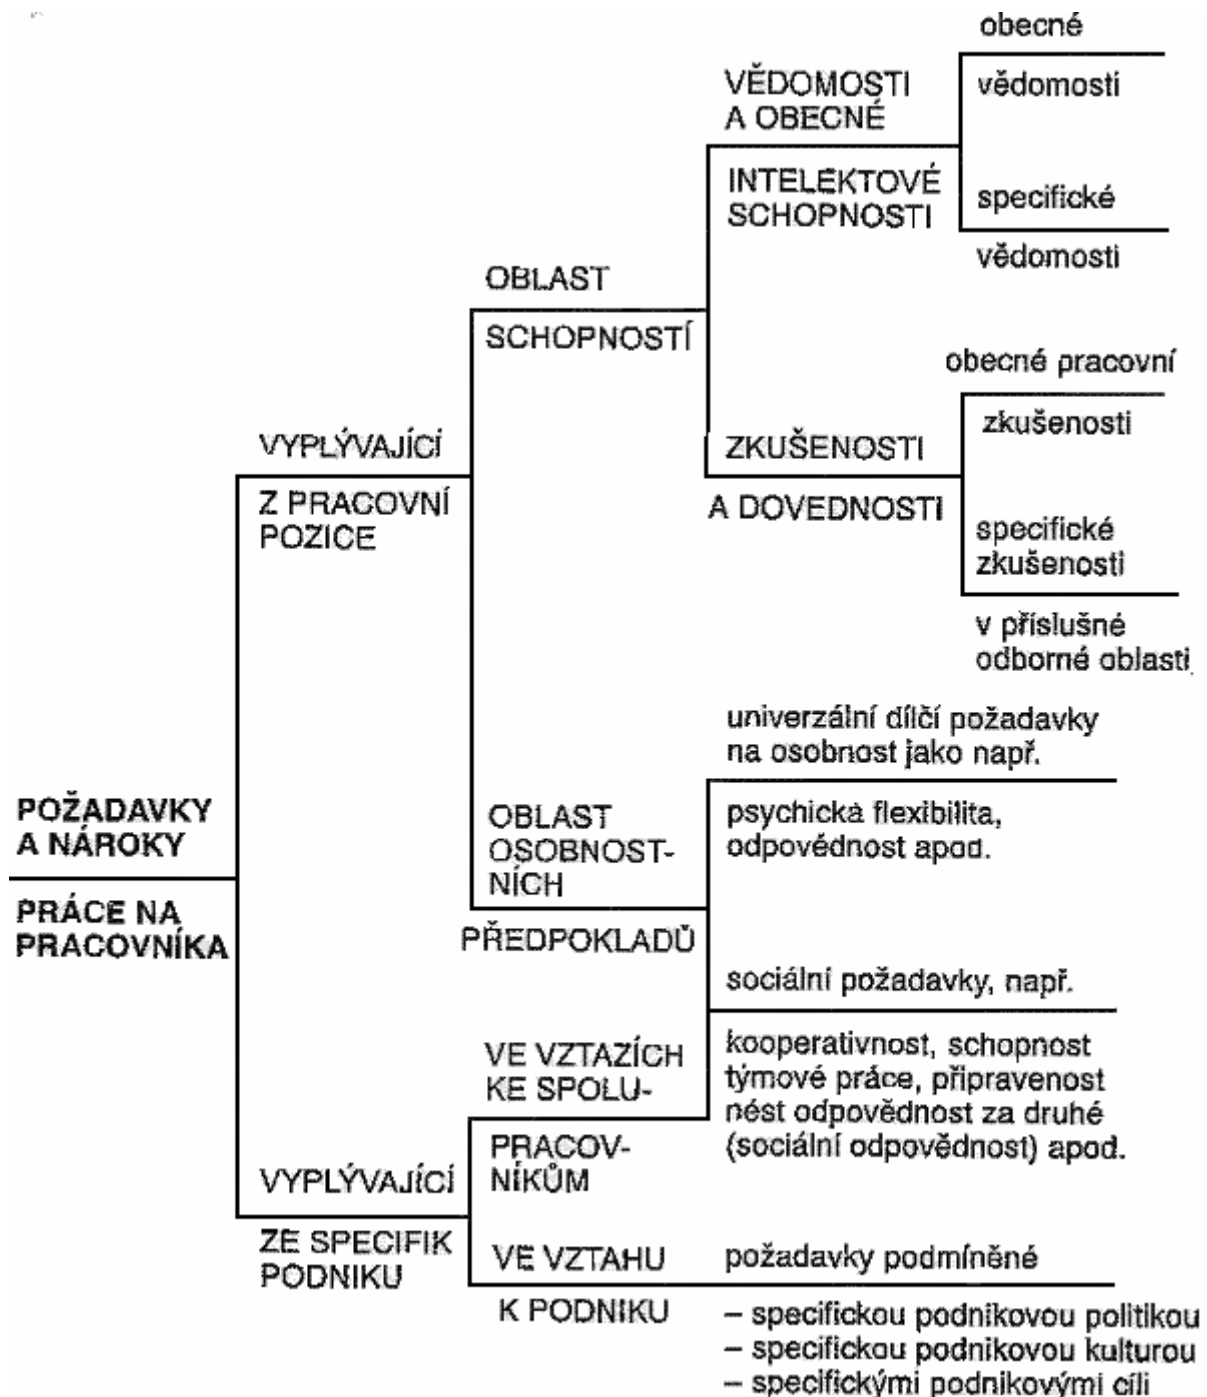 obecné
vědomosti
VĚDOMOSTI
A OBECNÉ
INTELEKTOVÉ
SCHOPNOSTI
specifické
vědomosti
OBLAST
SCHOPNOSTÍ
obecné pracovní
zkušenosti
VYPLÝVAJÍCÍ
Z PRACOVNÍ
POZICE
ZKUŠENOSTI
A DOVEDNOSTI
specifické
zkušenosti
v příslušné
odborné oblasti
univerzální dílčí požadavky
na osobnost jako např.
psychická flexibilita,
odpovédnost apod.
POŽADAVKY
A NÁROKY
PRÁCE NA
PRACOVNÍKA
OBLAST
OSOBNOST-
NÍCH
PŘEDPOKLADŮ
sociální požadavky, např.
kooperativnost, schopnost
týmové práce, připravenost
nést odpovědnost za druhé
(sociální odpovědnost) apod.
VE VZTAZÍCH
KE SPOLU-
PRACOV-
NÍKŮM
VYPLÝVAJÍCÍ
ZE SPECIFIK
PODNIKU
VE VZTAHU
K PODNIKU
požadavky podmíněné
– specifickou podnikovou politikou
– specifickou podnikovou kulturou
– specifickými podnikovými cíli